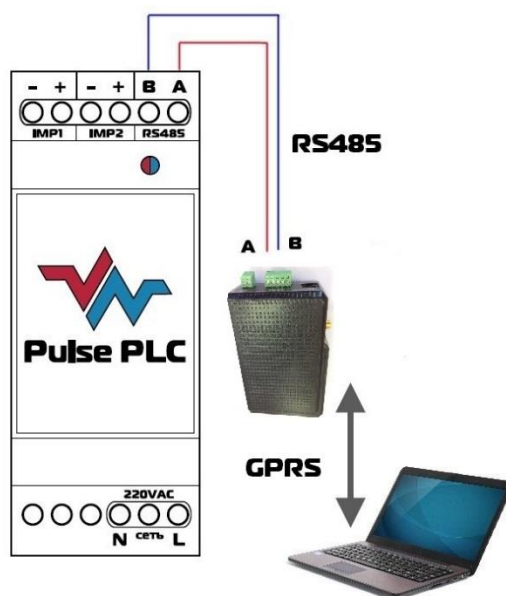 - + - + B A
IMP1 IMP2 RS485
RS485
A B
Pulse PLC
GPRS
220VAC
N сеть L